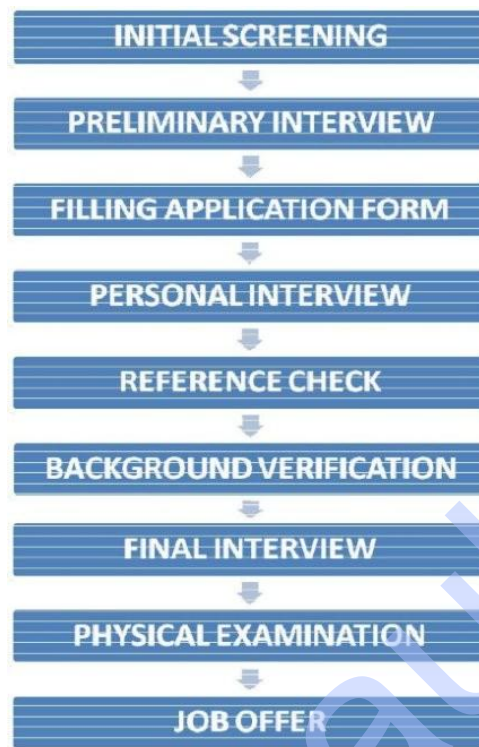 INITIAL SCREENING
PRELIMINARY INTERVIEW
FILLING APPLICATION FORM
PERSONAL INTERVIEW
REFERENCE CHECK
BACKGROUND VERIFICATION
FINAL INTERVIEW
PHYSICAL EXAMINATION
JOB OFFER